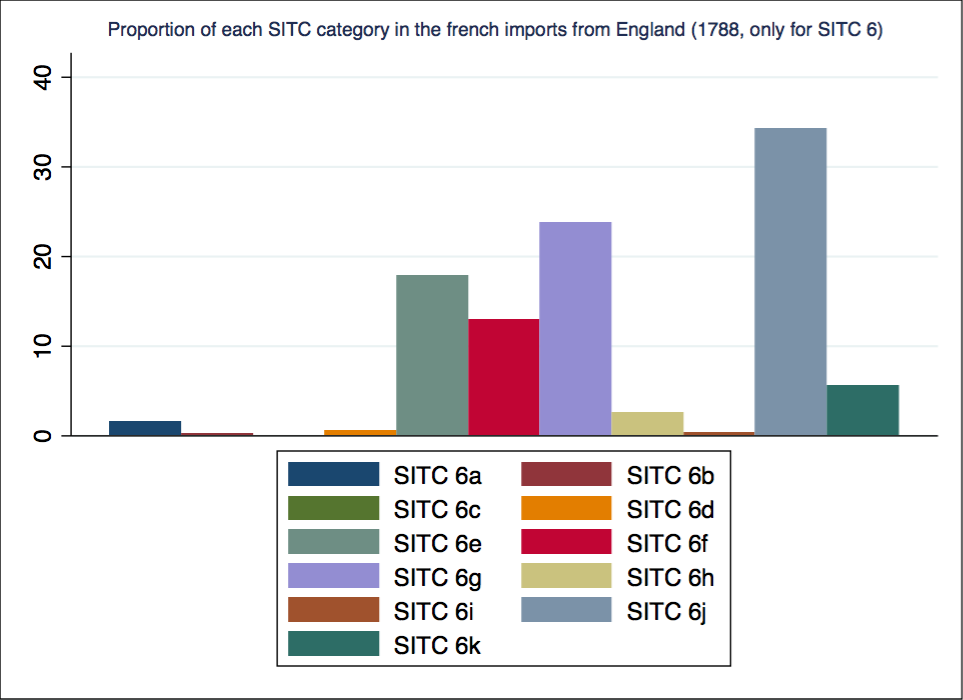 Proportion of each SITC category in the french imports from England (1788, only for SITC 6)
40
30
20
10
0
SITC 6a SITC 6b
SITC 6c SITC 6d
SITC 6e SITC 6f
SITC 6g SITC 6h
SITC 6i SITC 6j
SITC 6k